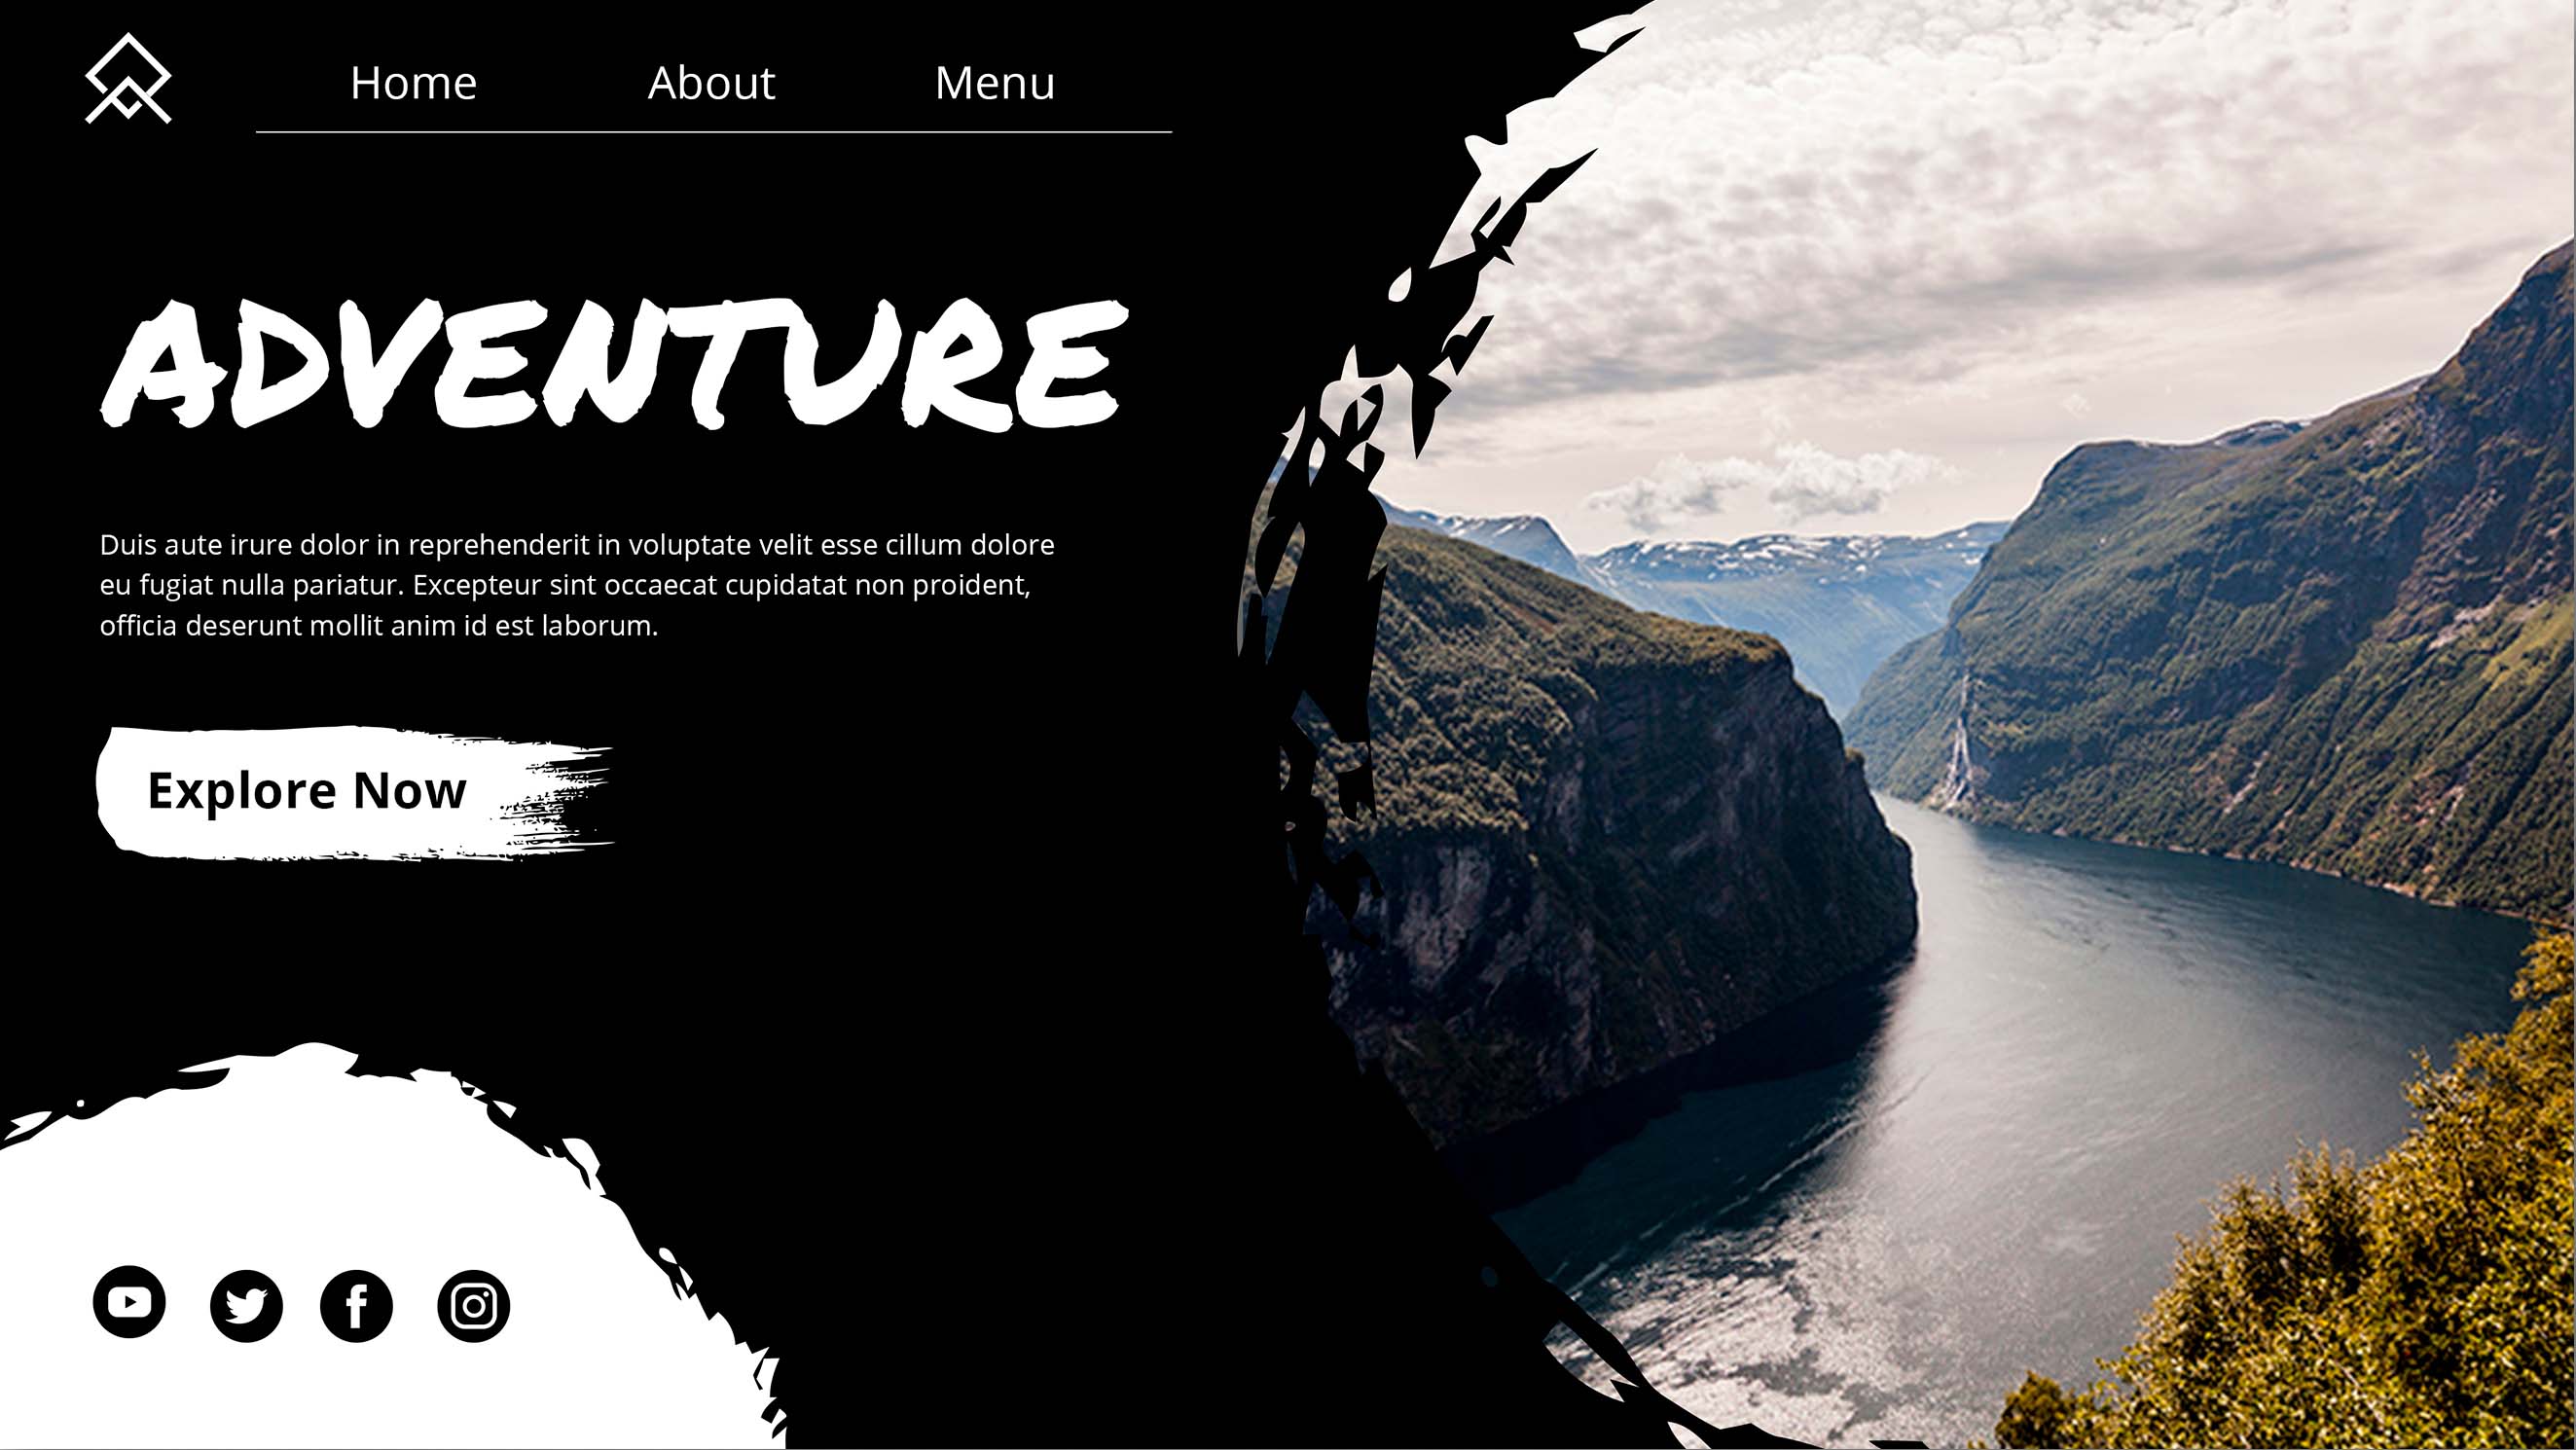 Home About Menu
ADVENTURE
Duis aute irure dolor in reprehenderit in voluptate velit esse cillum dolore
eu fugiat nulla pariatur. Excepteur sint occaecat cupidatat non proident,
officia deserunt mollit anim id est laborum.
Explore Now